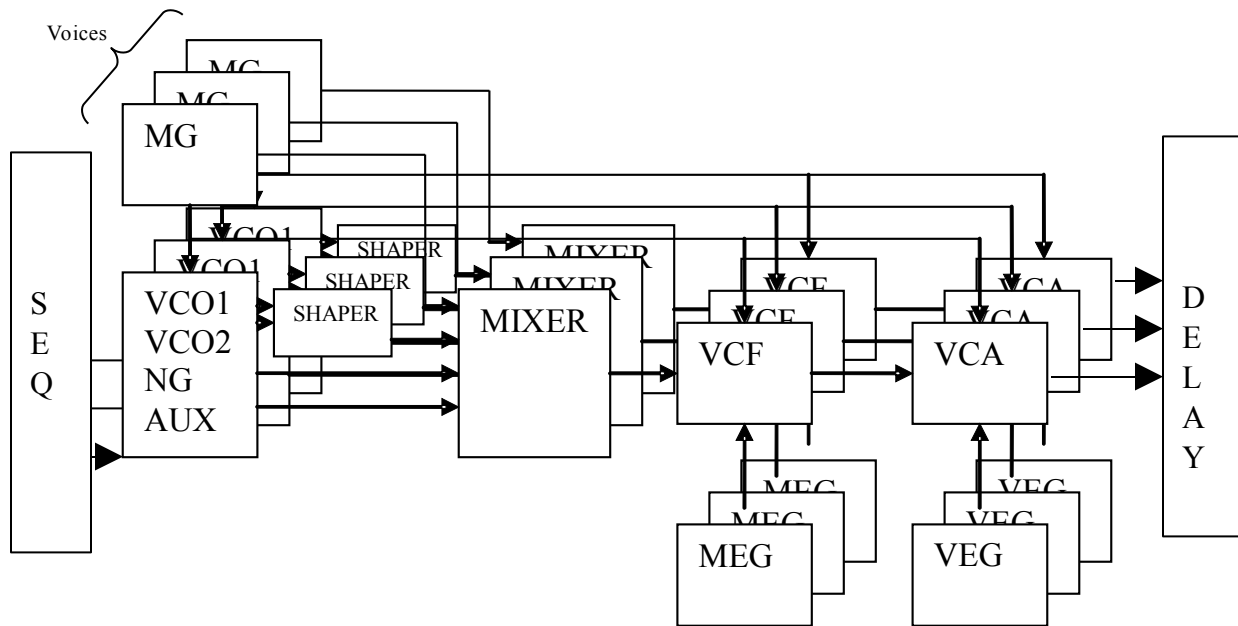 Voices
MG
MG
MG
S
E
Q
VCO1
VCO1
VCO1
VCO2
NG
AUX
SHAPER
SHAPER
SHAPER
MIXER
MIXER
MIXER
VCF
VCF
VCF
VCA
VCA
VCA
MEG
MEG
MEG
VEG
VEG
VEG
D
E
L
A
Y